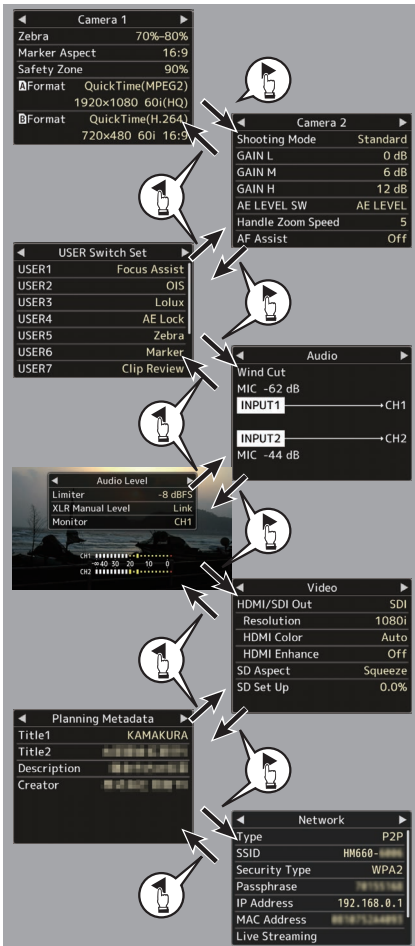 Camera 1
Zebra 70%–80%
Marker Aspect 16:9
Safety Zone 90%
AFormat QuickTime(MPEG2)
1920×1080 60i(HQ)
BFormat QuickTime(H.264)
720×480 60i 16:9
Camera 2
Shooting Mode Standard
GAIN L 0 dB
GAIN M 6 dB
GAIN H 12 dB
AE LEVEL SW AE LEVEL
Handle Zoom Speed 5
AF Assist Off
USER Switch Set
USER1 Focus Assist
USER2 OIS
USER3 Lolux
USER4 AE Lock
USER5 Zebra
USER6 Marker
USER7 Clip Review
Audio
Wind Cut
MIC -62 dB
INPUT1 CH1
INPUT2 CH2
MIC -44 dB
Audio Level
Limiter -8 dBFS
XLR Manual Level Link
Monitor CH1
CH1
-∞ 40 30 20 10 0
CH2
Video
HDMI/SDI Out SDI
Resolution 1080i
HDMI Color Auto
HDMI Enhance Off
SD Aspect Squeeze
SD Set Up 0.0%
Planning Metadata
Title1 KAMAKURA
Title2
Description
Creator
Network
Type P2P
SSID HM660-
Security Type WPA2
Passphrase
IP Address 192.168.0.1
MAC Address
Live Streaming